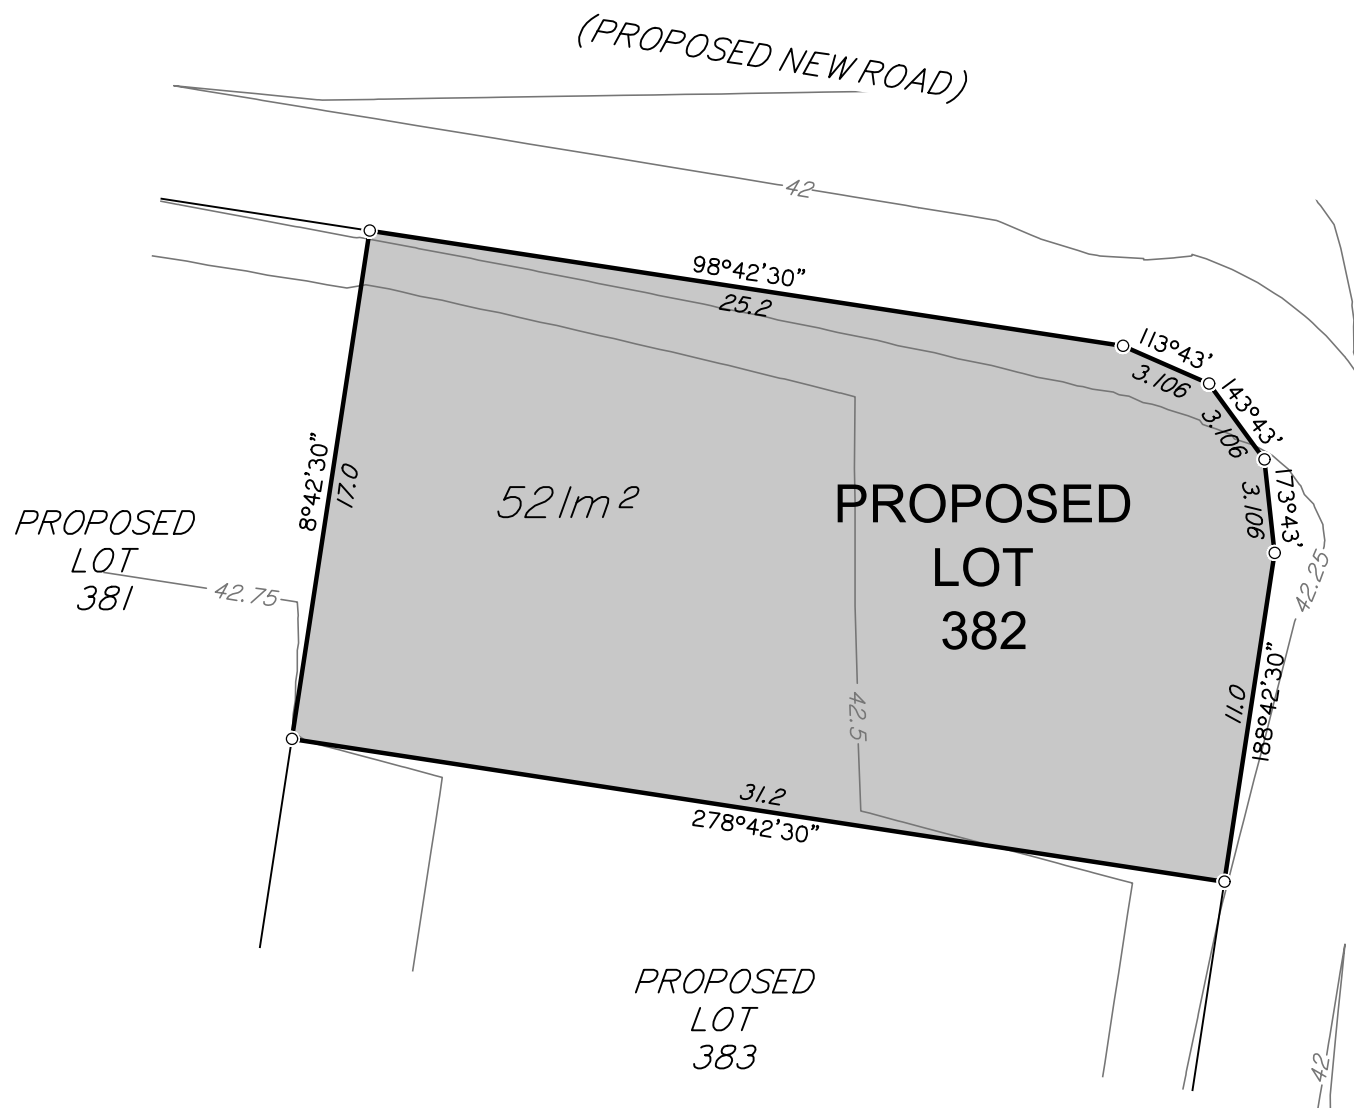 (PROPOSED NEW ROAD)
42
98°42'30"
25.2
113°43'
3.106
143°43'
3.106
173°43'
3.106
8°42'30"
17.0
521m²
PROPOSED
LOT
382
PROPOSED
LOT
381
42.75
42.25
42.5
11.0
188°42'30"
31.2
278°42'30"
PROPOSED
LOT
383
42